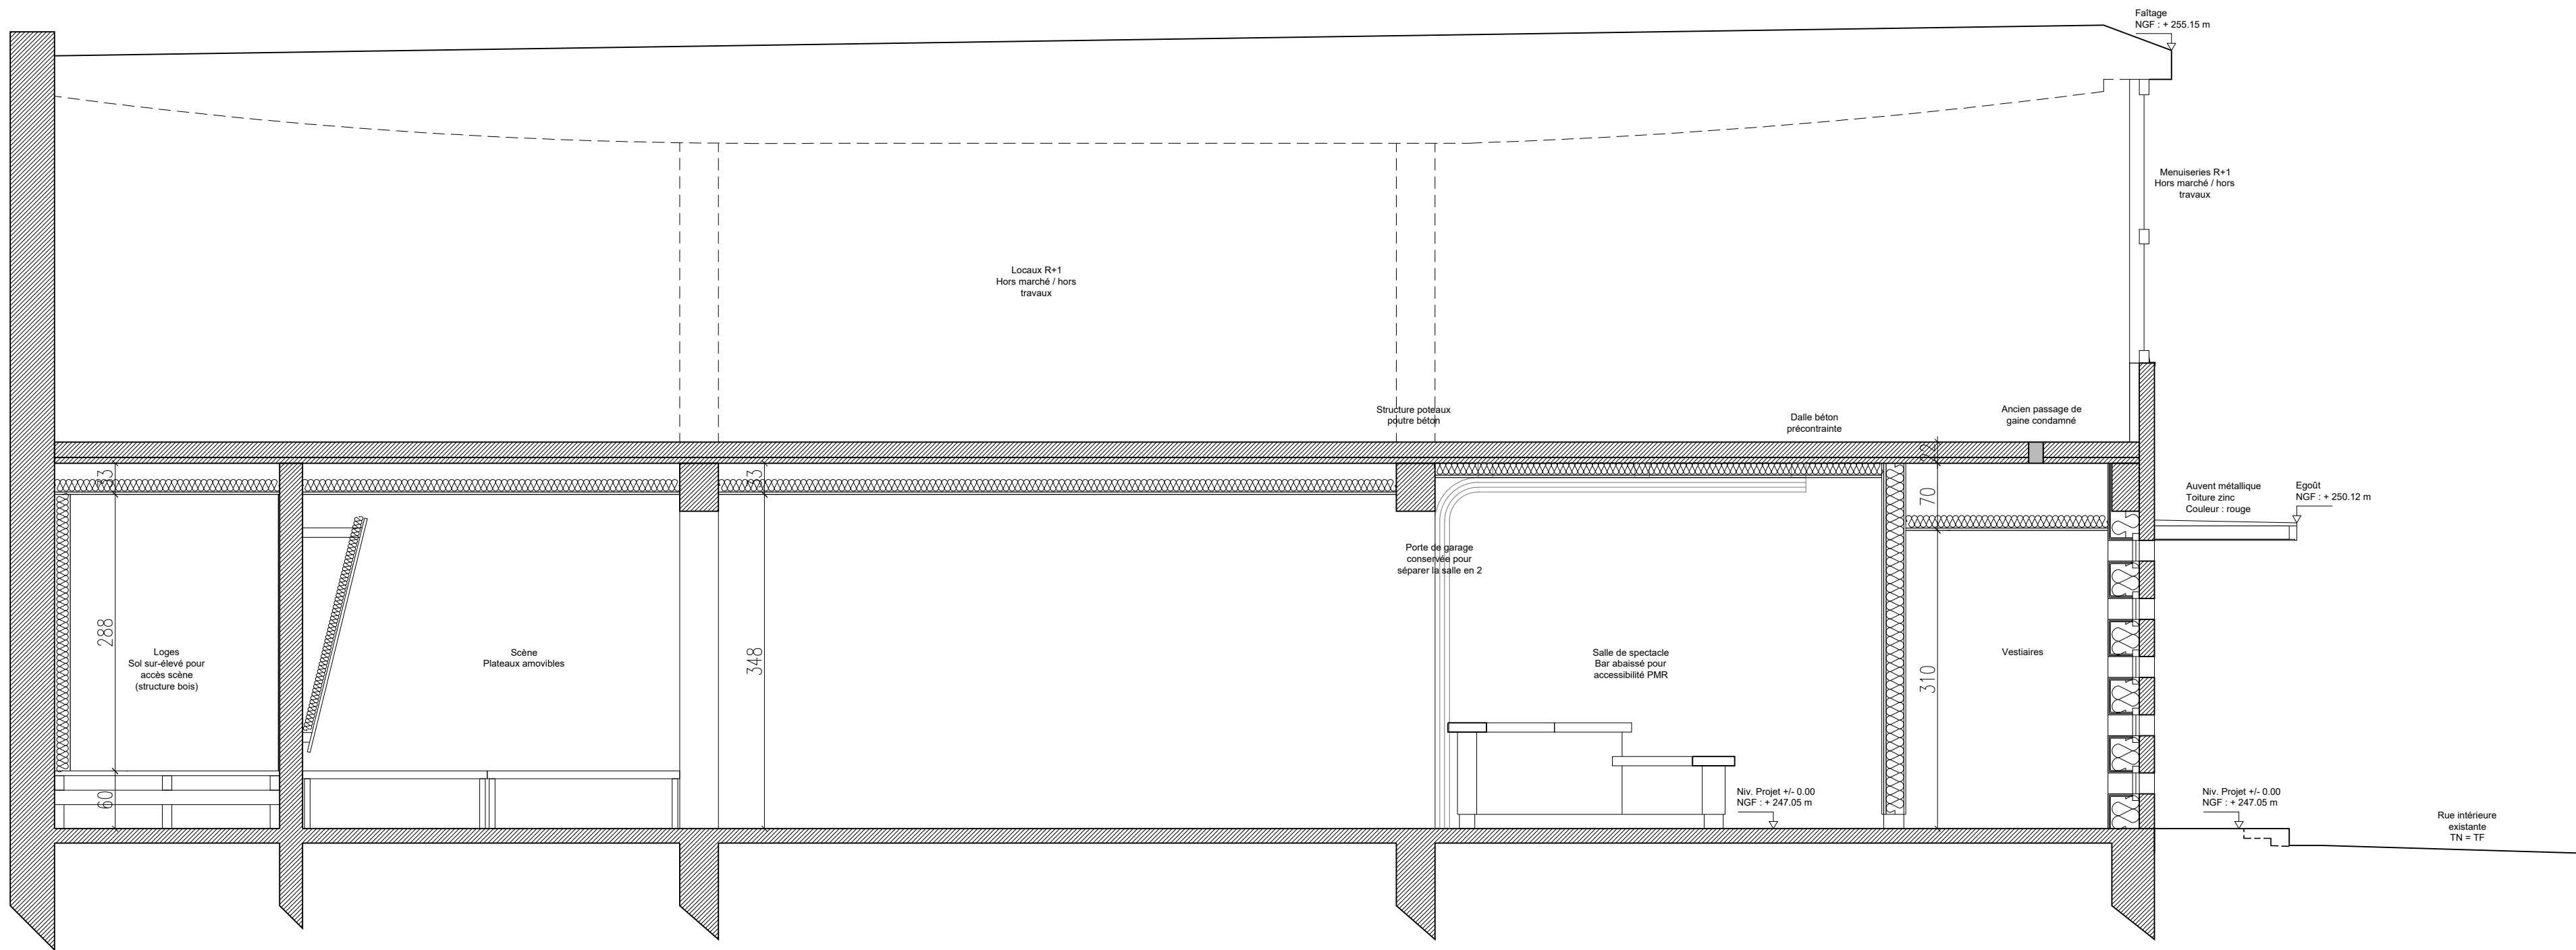 Faîtage
NGF : + 255.15 m
Menuiseries R+1
Hors marché / hors
travaux
Locaux R+1
Hors marché / hors
travaux
Structure poteaux
poutre béton
Dalle béton
précontrainte
Ancien passage de
gaine condamné
22
33
33
70
Auvent métallique
Toiture zinc
Couleur : rouge
Egoût
NGF : + 250.12 m
Porte de garage
conservée pour
séparer la salle en 2
288
Loges
Sol sur-élevé pour
accès scène
(structure bois)
Scène
Plateaux amovibles
348
Salle de spectacle
Bar abaissé pour
accessibilité PMR
310
Vestiaires
60
Niv. Projet +/- 0.00
NGF : + 247.05 m
Niv. Projet +/- 0.00
NGF : + 247.05 m
Rue intérieure
existante
TN = TF